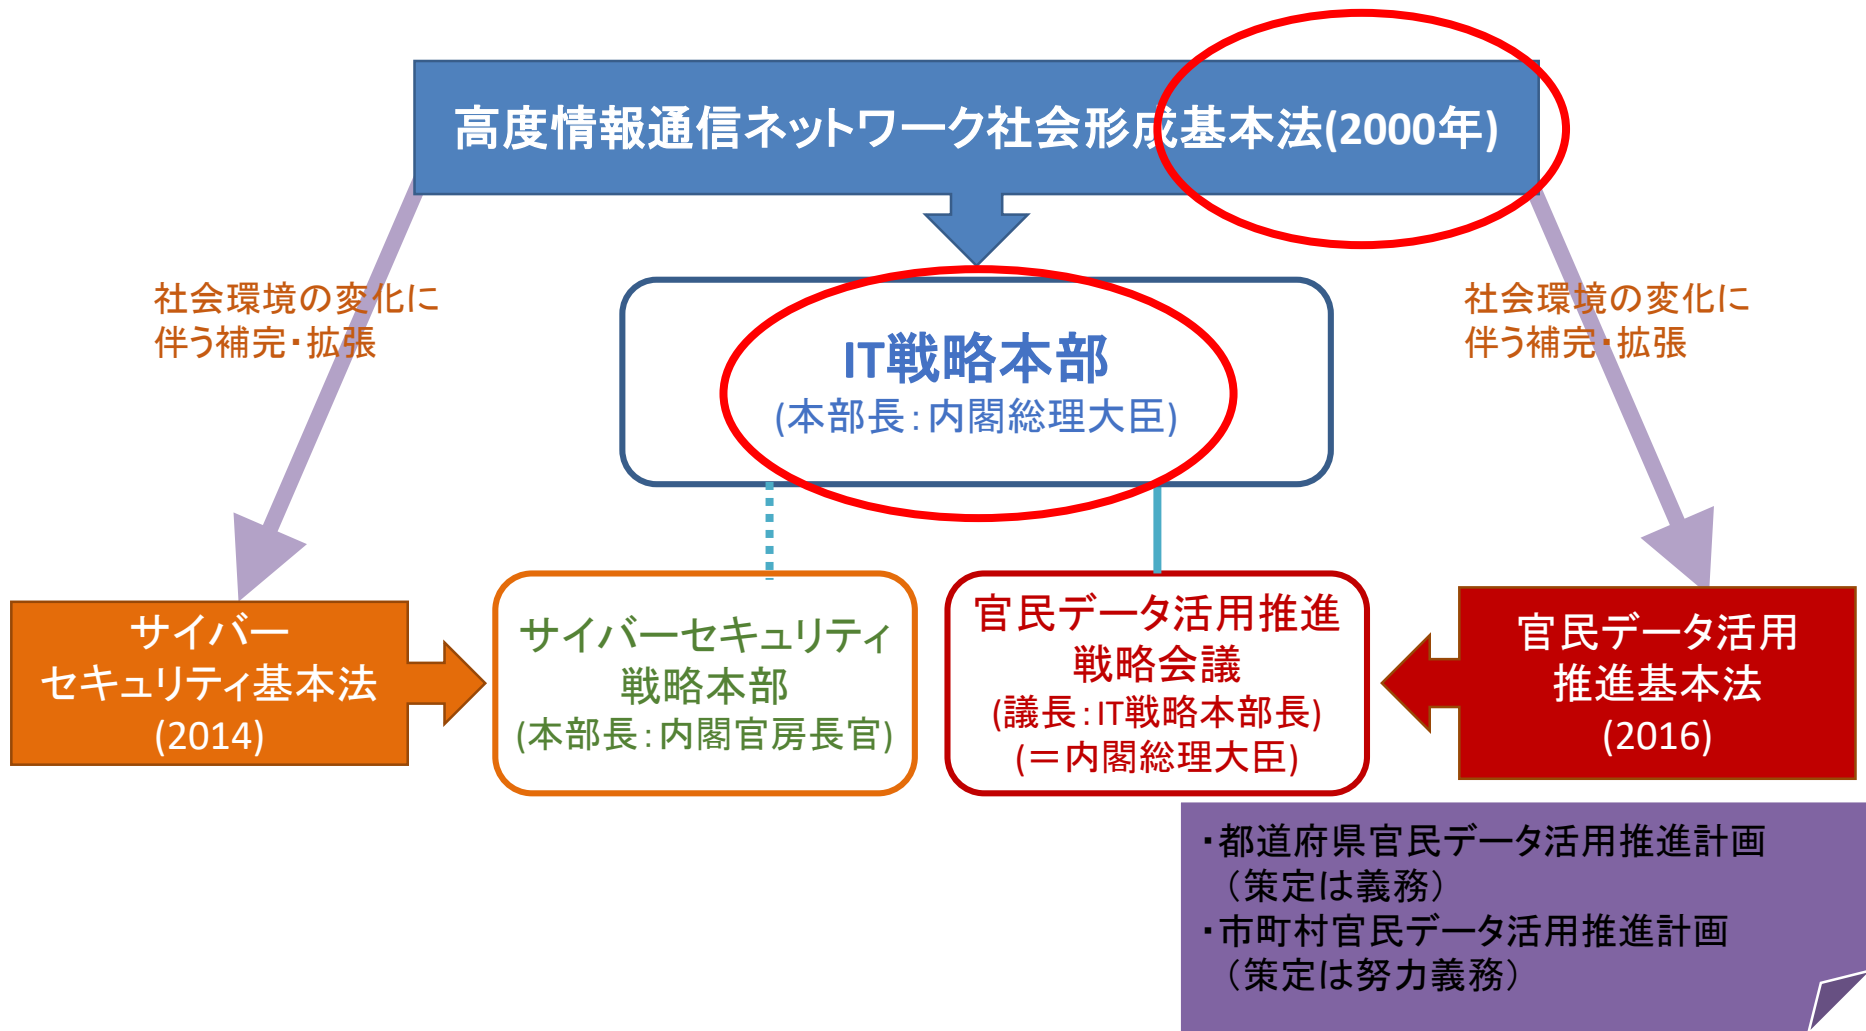 高度情報通信ネットワーク社会形成基本法(2000年)
社会環境の変化に
伴う補完・拡張
社会環境の変化に
伴う補完・拡張
IT戦略本部
(本部長：内閣総理大臣)
サイバー
セキュリティ基本法
(2014)
サイバーセキュリティ
戦略本部
(本部長：内閣官房長官)
官民データ活用推進
戦略会議
(議長：IT戦略本部長)
(＝内閣総理大臣)
官民データ活用
推進基本法
(2016)
・都道府県官民データ活用推進計画
（策定は義務）
・市町村官民データ活用推進計画
（策定は努力義務）